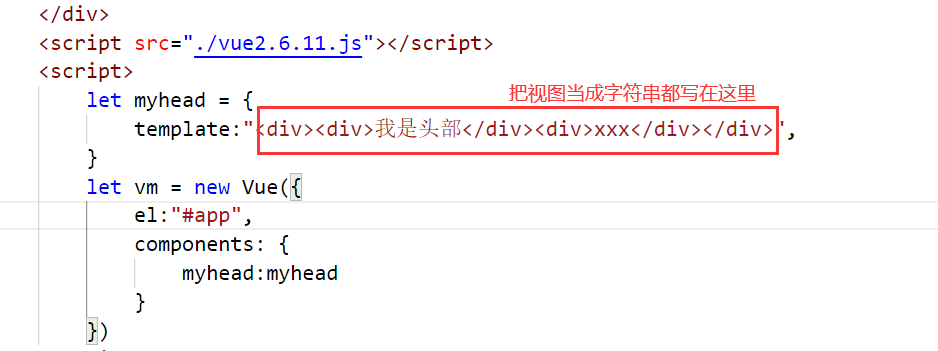 </div>
<script src="./vue2.6.11.js"></script>
<script>
let myhead = {
把视图当成字符串都写在这里
template:"<div><div>我是头部</div><div>xxx</div></div>",
}
let vm = new Vue({
el:"#app",
components: {
myhead:myhead
}
})